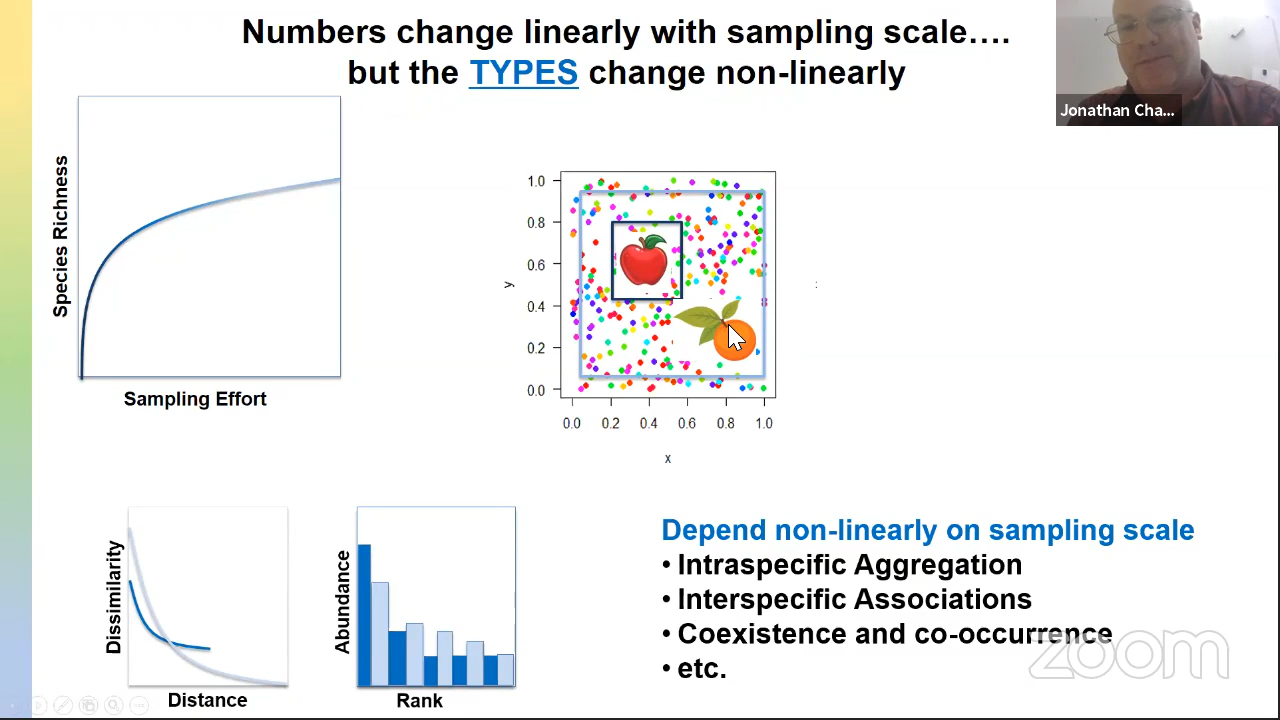 Numbers change linearly with sampling scale....
but the TYPES change non-linearly
Jonathan Cha...
Species Richness
Sampling Effort
1.0
0.8
0.6
0.4
0.2
0.0
y
0.0 0.2 0.4 0.6 0.8 1.0
x
Dissimilarity
Distance
Abundance
Rank
Depend non-linearly on sampling scale
• Intraspecific Aggregation
• Interspecific Associations
• Coexistence and co-occurrence
• etc.
zoom